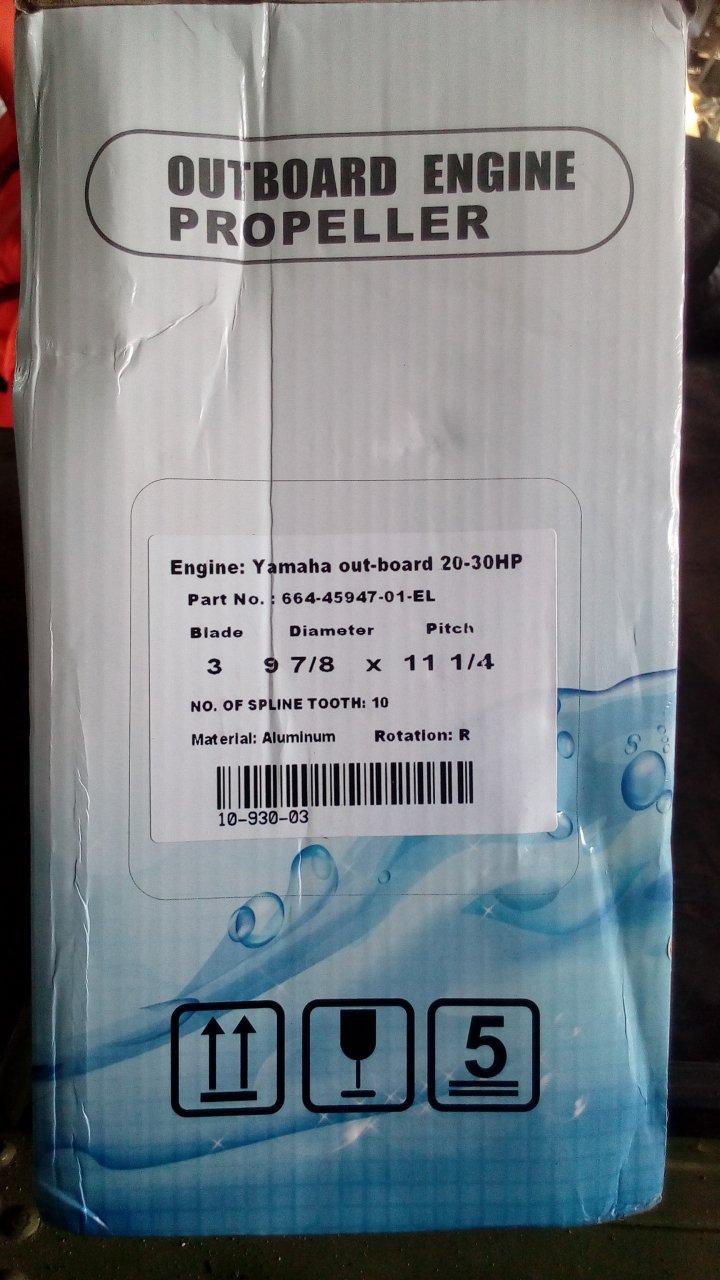 OUTBOARD ENGINE
PROPELLER
Engine: Yamaha out-board 20-30HP
Part No. : 664-45947-01-EL
Blade Diameter Pitch
3 9 7/8 x 11 1/4
NO. OF SPLINE TOOTH: 10
Material: Aluminum Rotation: R
10-930-03
5